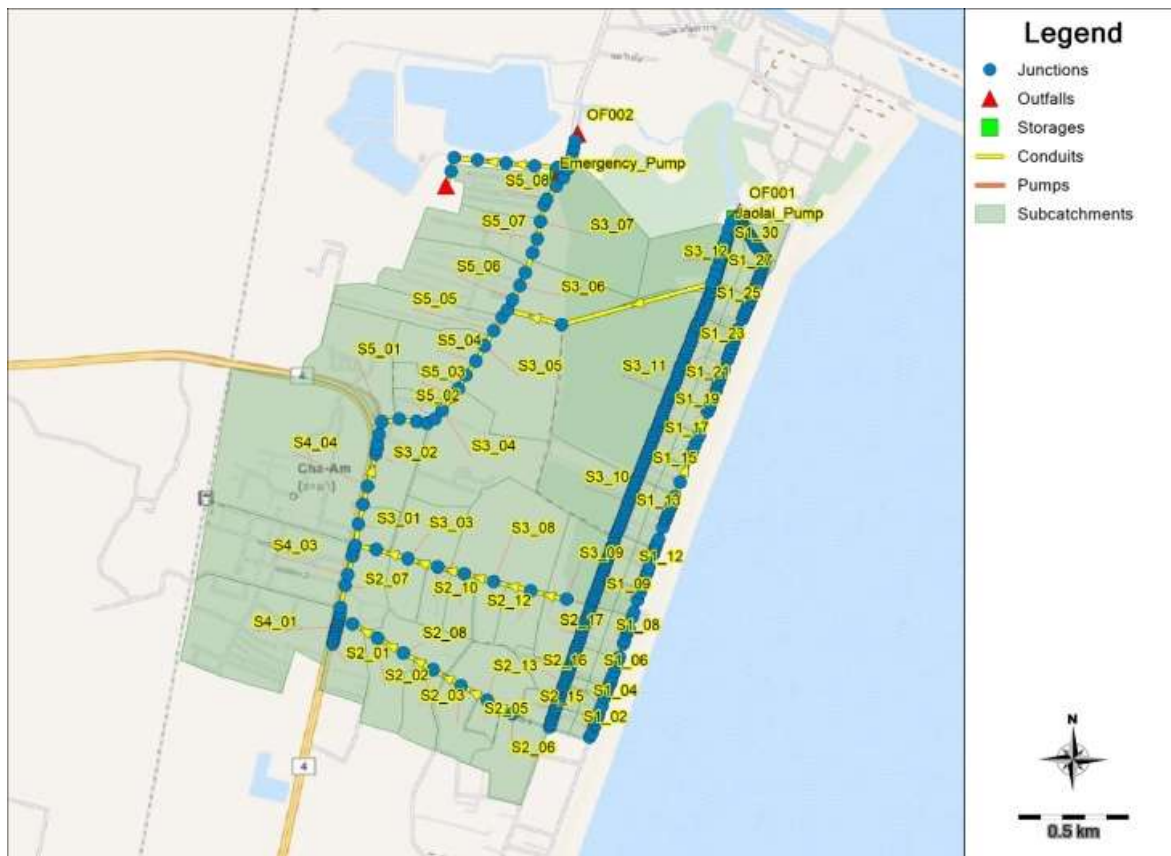 Legend
Junctions
Outfalls
Storages
Conduits
Pumps
Subcatchments
OF002
Emergency_Pump
S5_08
OF001
Jaolai_Pump
S1_30
S5_07
S3_07
S3_12
S1_27
S5_06
S3_06
S1_25
S5_05
S1_23
S5_04
S5_01
S3_05
S3_11
S1_21
S5_03
S5_02
S1_19
S1_17
S4_04
S3_02
S3_04
S1_15
Cha-Am
S3_10
S1_13
S3_01
S3_03
S3_08
S4_03
S3_09
S1_12
S2_07
S2_10
S2_12
S1_09
S4_01
S2_17
S1_08
S2_08
S2_01
S2_02
S2_13
S2_16
S1_06
S2_03
S2_05
S2_15
S1_04
S1_02
S2_06
4
4
N
0.5 km